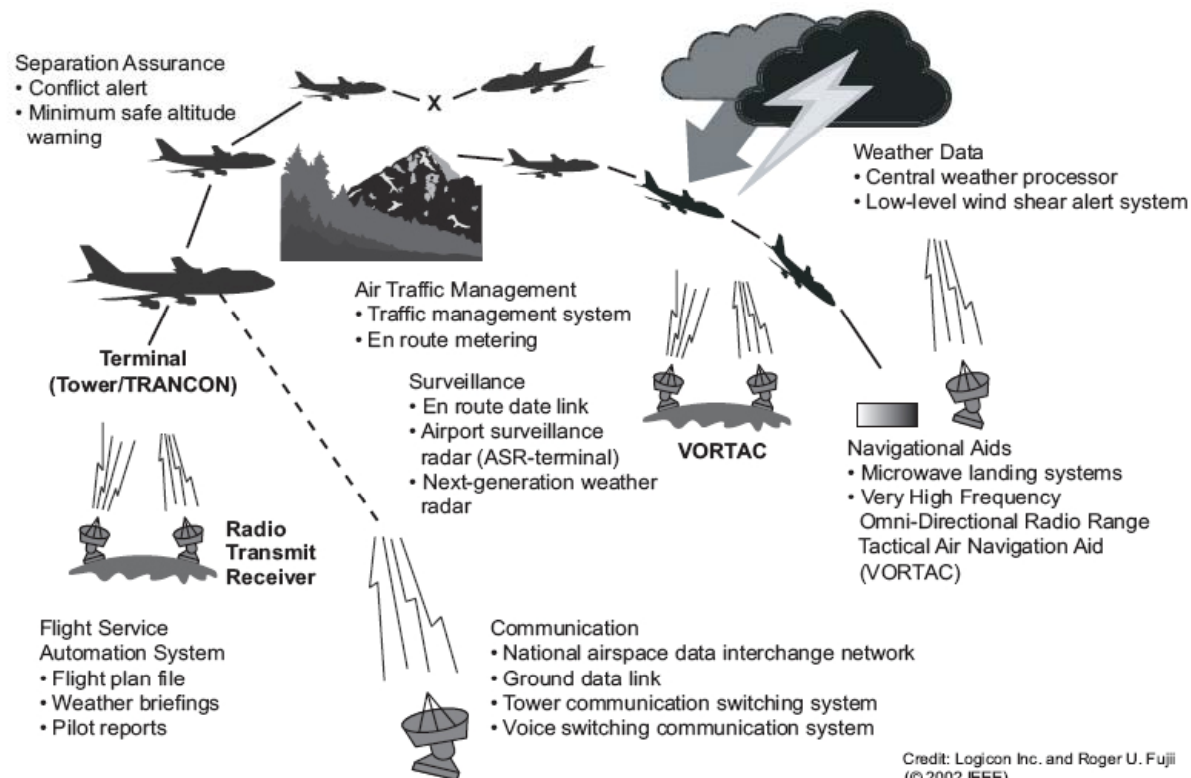 Separation Assurance
• Conflict alert
• Minimum safe altitude
warning
X
Weather Data
• Central weather processor
• Low-level wind shear alert system
Air Traffic Management
• Traffic management system
• En route metering
Terminal
(Tower/TRANCON)
Surveillance
• En route date link
• Airport surveillance
radar (ASR-terminal)
• Next-generation weather
radar
VORTAC
Navigational Aids
• Microwave landing systems
• Very High Frequency
Omni-Directional Radio Range
Tactical Air Navigation Aid
(VORTAC)
Radio
Transmit
Receiver
Flight Service
Automation System
• Flight plan file
• Weather briefings
• Pilot reports
Communication
• National airspace data interchange network
• Ground data link
• Tower communication switching system
• Voice switching communication system
Credit: Logicon Inc. and Roger U. Fujii
(© 2002 IEEE)